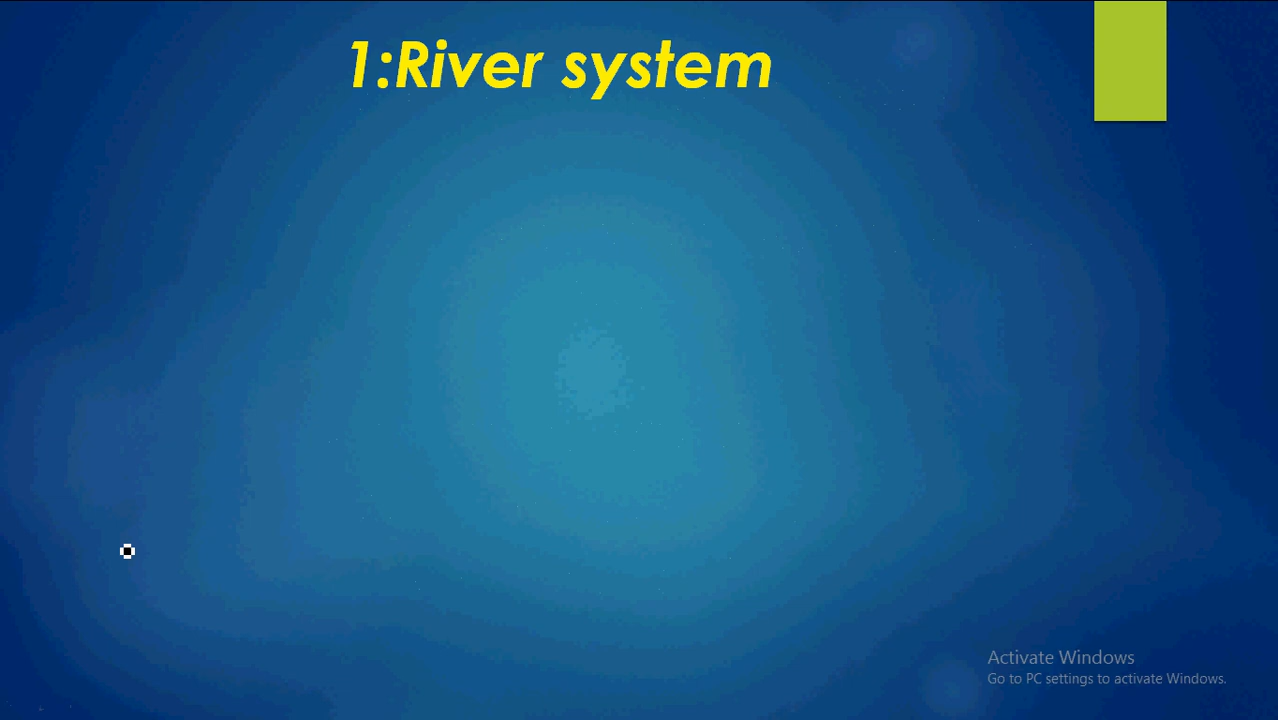 1:River system
Activate Windows
Go to PC settings to activate Windows.